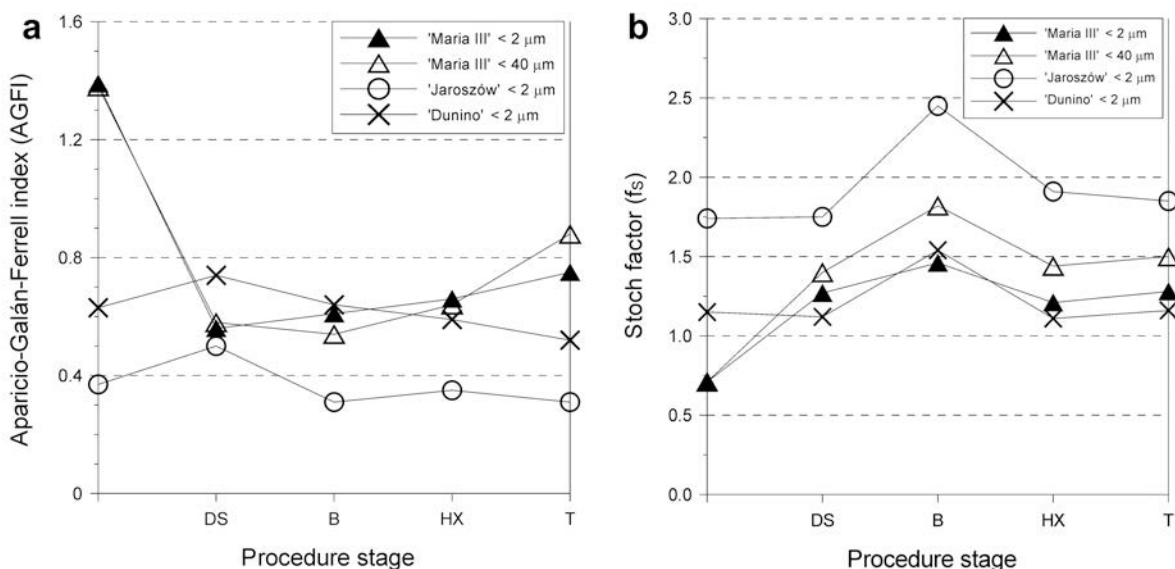 a
Aparicio-Galán-Ferrell index (AGFI)
1.6
1.2
0.8
0.4
0
'Maria III' < 2 μm
'Maria III' < 40 μm
'Jaroszów' < 2 μm
'Dunino' < 2 μm
DS B HX T
Procedure stage
b
Stoch factor (fs)
3.0
2.5
2.0
1.5
1.0
0.5
0.0
'Maria III' < 2 μm
'Maria III' < 40 μm
'Jaroszów' < 2 μm
'Dunino' < 2 μm
DS B HX T
Procedure stage